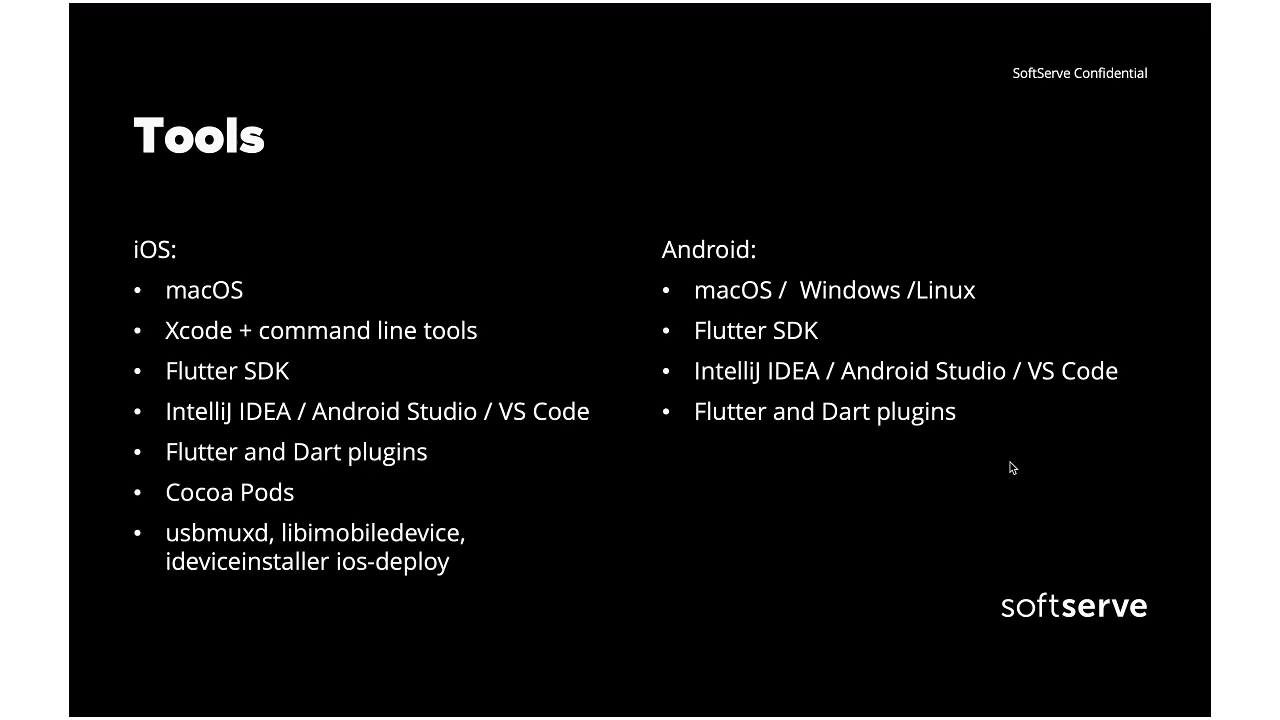 SoftServe Confidential
Tools
iOS:
• macOS
• Xcode + command line tools
• Flutter SDK
• IntelliJ IDEA / Android Studio / VS Code
• Flutter and Dart plugins
• Cocoa Pods
• usbmuxd, libimobiledevice,
ideviceinstaller ios-deploy
Android:
• macOS /  Windows /Linux
• Flutter SDK
• IntelliJ IDEA / Android Studio / VS Code
• Flutter and Dart plugins
softserve